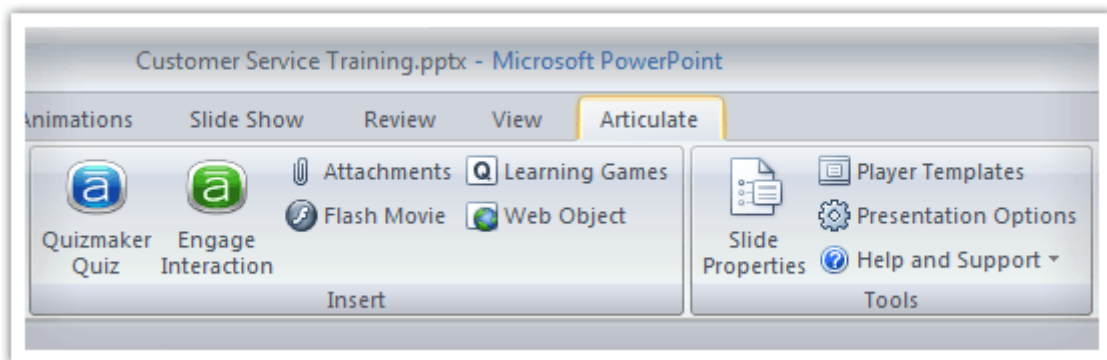 Customer Service Training.pptx - Microsoft PowerPoint
Animations Slide Show Review View Articulate
Quizmaker
Quiz
Engage
Interaction
Attachments
Flash Movie
Learning Games
Web Object
Insert
Slide
Properties
Player Templates
Presentation Options
Help and Support
Tools